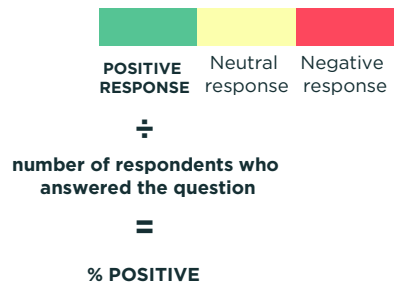 POSITIVE RESPONSE
Neutral response
Negative response
÷
number of respondents who
answered the question
=
% POSITIVE